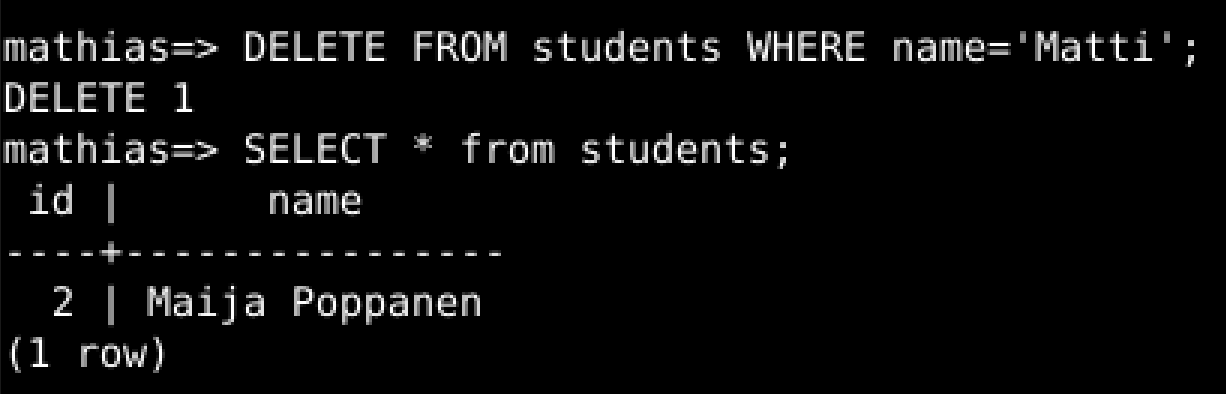 mathias=> DELETE FROM students WHERE name='Matti';
DELETE 1
mathias=> SELECT * from students;
 id |      name
----+----------------
  2 | Maija Poppanen
(1 row)